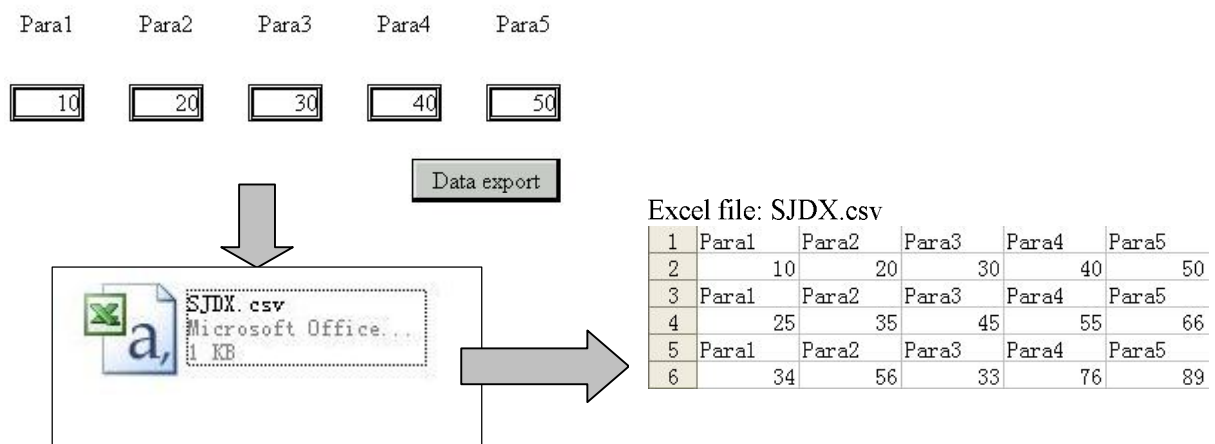 Para1 Para2 Para3 Para4 Para5
10 20 30 40 50
Data export
SJDX.csv
Microsoft Office...
1 KB
a,
Excel file: SJDX.csv
1 Para1 Para2 Para3 Para4 Para5
2 10 20 30 40 50
3 Para1 Para2 Para3 Para4 Para5
4 25 35 45 55 66
5 Para1 Para2 Para3 Para4 Para5
6 34 56 33 76 89